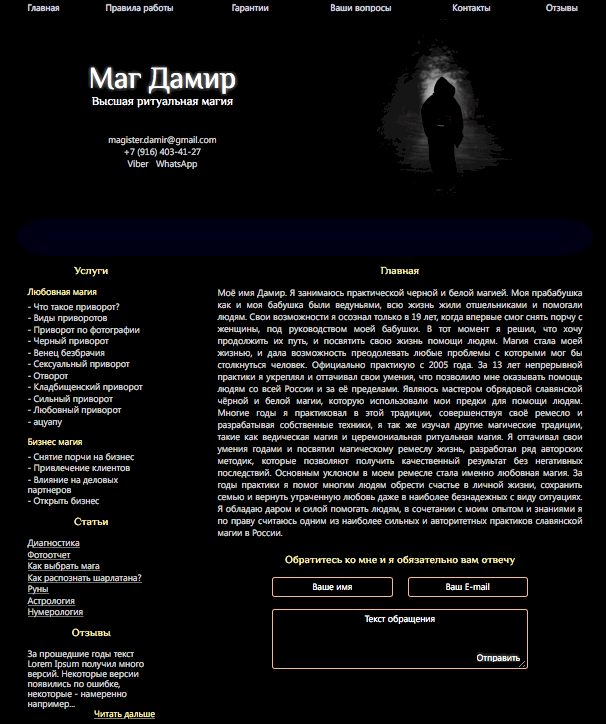 Главная Правила работы Гарантии Ваши вопросы Контакты Отзывы
Маг Дамир
Высшая ритуальная магия
magister.damir@gmail.com
+7 (916) 403-41-27
Viber WhatsApp
Услуги
Любовная магия
- Что такое приворот?
- Виды приворотов
- Приворот по фотографии
- Черный приворот
- Венец безбрачия
- Сексуальный приворот
- Отворот
- Кладбищенский приворот
- Сильный приворот
- Любовный приворот
- ацуапу
Бизнес магия
- Снятие порчи на бизнес
- Привлечение клиентов
- Влияние на деловых
партнеров
- Открыть бизнес
Статьи
Диагностика
Фотоотчет
Как выбрать мага
Как распознать шарлатана?
Руны
Астрология
Нумерология
Отзывы
За прошедшие годы текст
Lorem Ipsum получил много
версий. Некоторые версии
появились по ошибке,
некоторые - намеренно
например...
Читать дальше
Главная
Моё имя Дамир. Я занимаюсь практической черной и белой магией. Моя прабабушка
как и моя бабушка были ведуньями, всю жизнь жили отшельниками и помогали
людям. Свои возможности я осознал только в 19 лет, когда впервые смог снять порчу с
женщины, под руководством моей бабушки. В тот момент я решил, что хочу
продолжить их путь, и посвятить свою жизнь помощи людям. Магия стала моей
жизнью, и дала возможность преодолевать любые проблемы с которыми мог бы
столкнуться человек. Официально практикую с 2005 года. За 13 лет непрерывной
практики я укреплял и оттачивал свои умения, что позволило мне оказывать помощь
людям со всей России и за её пределами. Являюсь мастером обрядовой славянской
чёрной и белой магии, которую использовали мои предки для помощи людям.
Многие годы я практиковал в этой традиции, совершенствуя своё ремесло и
разрабатывая собственные техники, я так же изучал другие магические традиции,
такие как ведическая магия и церемониальная ритуальная магия. Я оттачивал свои
умения годами и посвятил магическому ремеслу жизнь, разработал ряд авторских
методик, которые позволяют получить качественный результат без негативных
последствий. Основным уклоном в моем ремесле стала именно любовная магия. За
годы практики я помог многим людям обрести счастье в личной жизни, сохранить
семью и вернуть утраченную любовь даже в наиболее безнадежных с виду ситуациях.
Я обладаю даром и силой помогать людям, в сочетании с моим опытом и знаниями я
по праву считаюсь одним из наиболее сильных и авторитетных практиков славянской
магии в России.
Обратитесь ко мне и я обязательно вам отвечу
Ваше имя Ваш E-mail
Текст обращения
Отправить